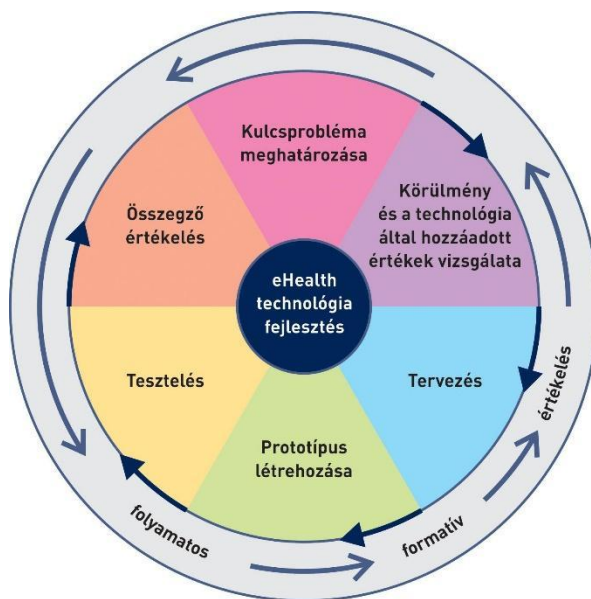 Kulcsprobléma
meghatározása
Körülmény
és a technológia
által hozzáadott
értékek vizsgálata
Összegző
értékelés
eHealth
technológia
fejlesztés
Tesztelés
Tervezés
Prototípus
létrehozása
folyamatos
formatív
értékelés